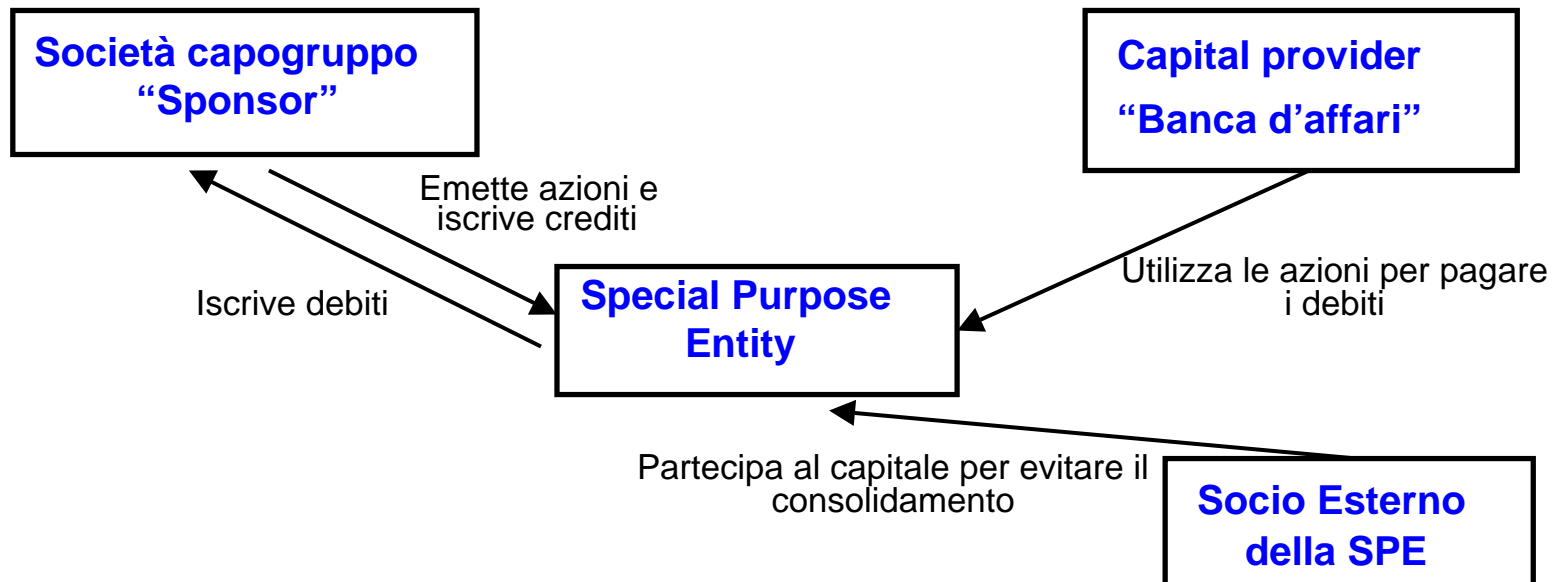 Società capogruppo
“Sponsor”
Capital provider
“Banca d'affari”
Emette azioni e
iscrive crediti
Iscrive debiti
Special Purpose
Entity
Utilizza le azioni per pagare
i debiti
Partecipa al capitale per evitare il
consolidamento
Socio Esterno
della SPE